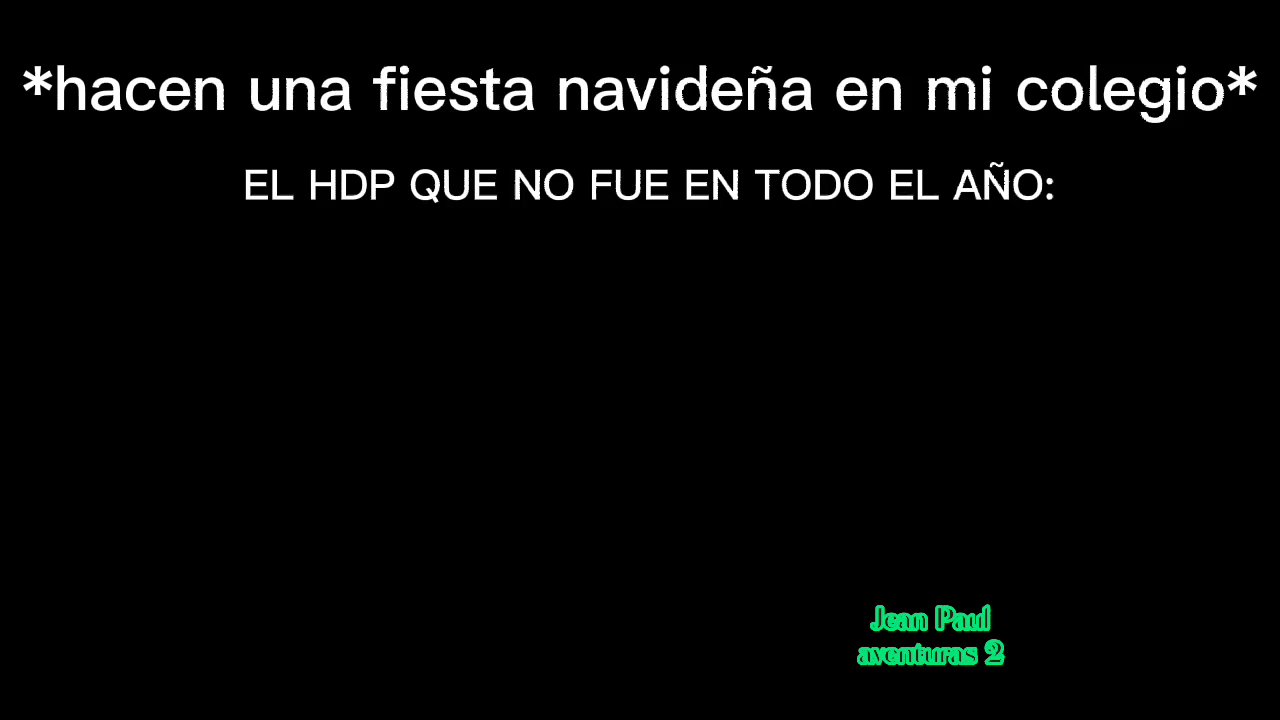 *hacen una fiesta navideña en mi colegio*
EL HDP QUE NO FUE EN TODO EL AÑO:
Jean Paul
aventuras 2